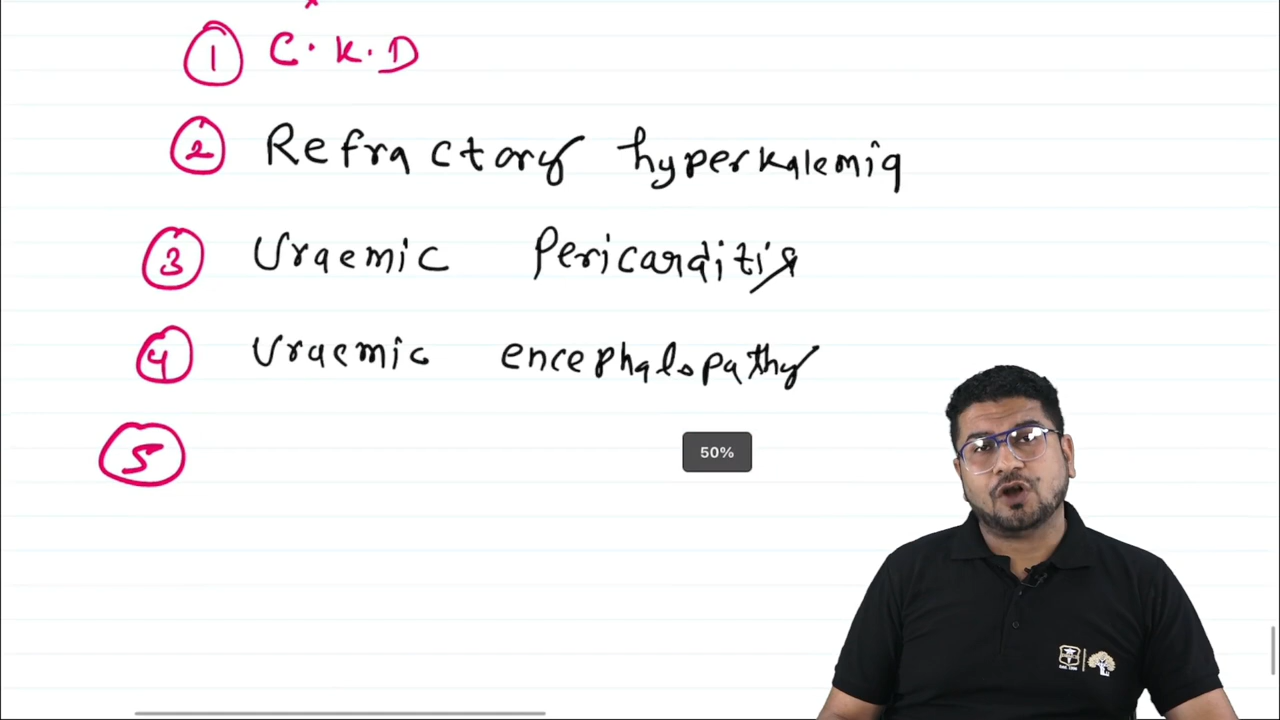 1 C.K.D
2 Refractory hyperkalemia
3 Uraemic Pericarditis
4 Uraemic encephalopathy
5
50%